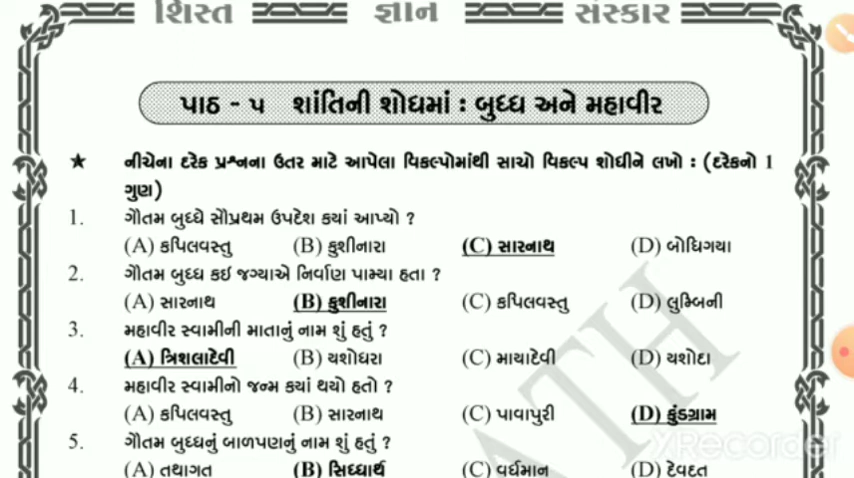 શિસ્ત જ્ઞાન સંસ્કાર
પાઠ - ૫ શાંતિની શોધમાં : બુધ્ધ અને મહાવીર
★ નીચેના દરેક પ્રશ્નના ઉતર માટે આપેલા વિકલ્પોમાંથી સાચો વિકલ્પ શોધીને લખો : (દરેકનો 1
ગુણ)
1. ગૌતમ બુધ્ધે સૌપ્રથમ ઉપદેશ કયાં આપ્યો ?
(A) કપિલવસ્તુ (B) કુશીનારા (C) સારનાથ (D) બોધિગયા
2. ગૌતમ બુધ્ધ કઇ જગ્યાએ નિર્વાણ પામ્યા હતા ?
(A) સારનાથ (B) કુશીનારા (C) કપિલવસ્તુ (D) લુમ્બિની
3. મહાવીર સ્વામીની માતાનું નામ શું હતું ?
(A) ત્રિશલાદેવી (B) યશોધરા (C) માયાદેવી (D) યશોદા
4. મહાવીર સ્વામીનો જન્મ કયાં થયો હતો ?
(A) કપિલવસ્તુ (B) સારનાથ (C) પાવાપુરી (D) કુંડગ્રામ
5. ગૌતમ બુધ્ધનું બાળપણનું નામ શું હતું ?
(A) તથાગત (B) સિધ્ધાર્થ (C) વર્ધમાન (D) દેવદત
XRecorder